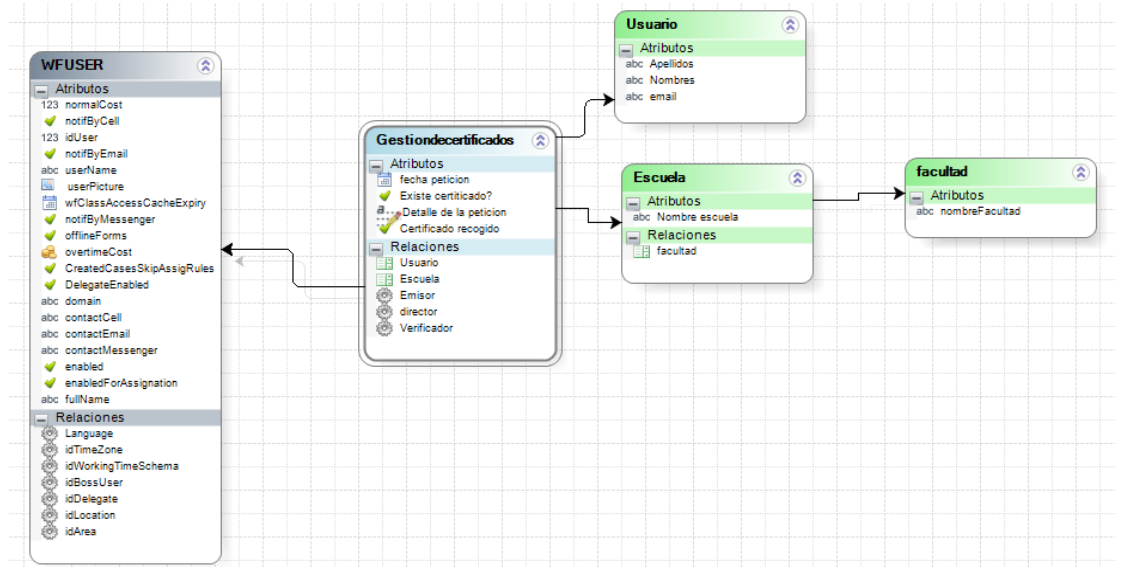 WFUSER
Atributos
123 normalCost
notifByCell
123 idUser
notifByEmail
abc userName
userPicture
wfClassAccessCacheExpiry
notifByMessenger
offlineForms
overtimeCost
CreatedCasesSkipAssigRules
DelegateEnabled
abc domain
abc contactCell
abc contactEmail
abc contactMessenger
enabled
enabledForAssignation
abc fullName
Relaciones
Language
idTimeZone
idWorkingTimeSchema
idBossUser
idDelegate
idLocation
idArea
Gestiondecertificados
Atributos
fecha peticion
Existe certiticado?
a... Detalle de la peticion
Certificado recogido
Relaciones
Usuario
Escuela
Emisor
director
Verificador
Usuario
Atributos
abc Apellidos
abc Nombres
abc email
Escuela
Atributos
abc Nombre escuela
Relaciones
facultad
facultad
Atributos
abc nombreFacultad